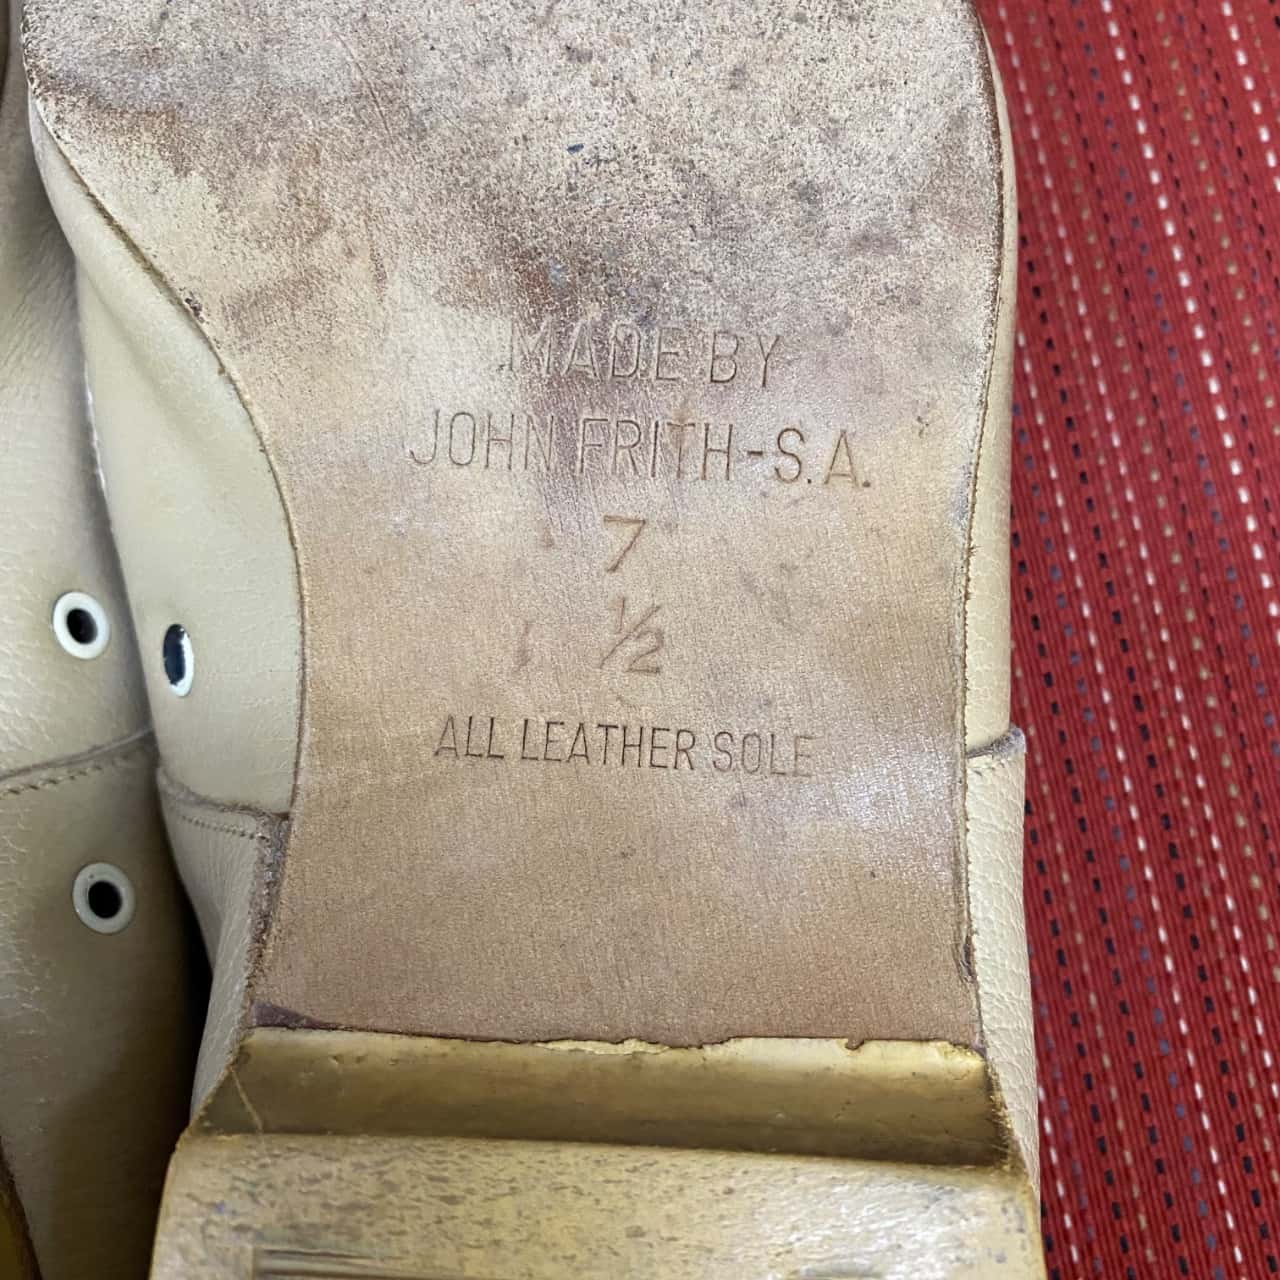 MADE BY
JOHN FRITH-S.A.
7
½
ALL LEATHER SOLE